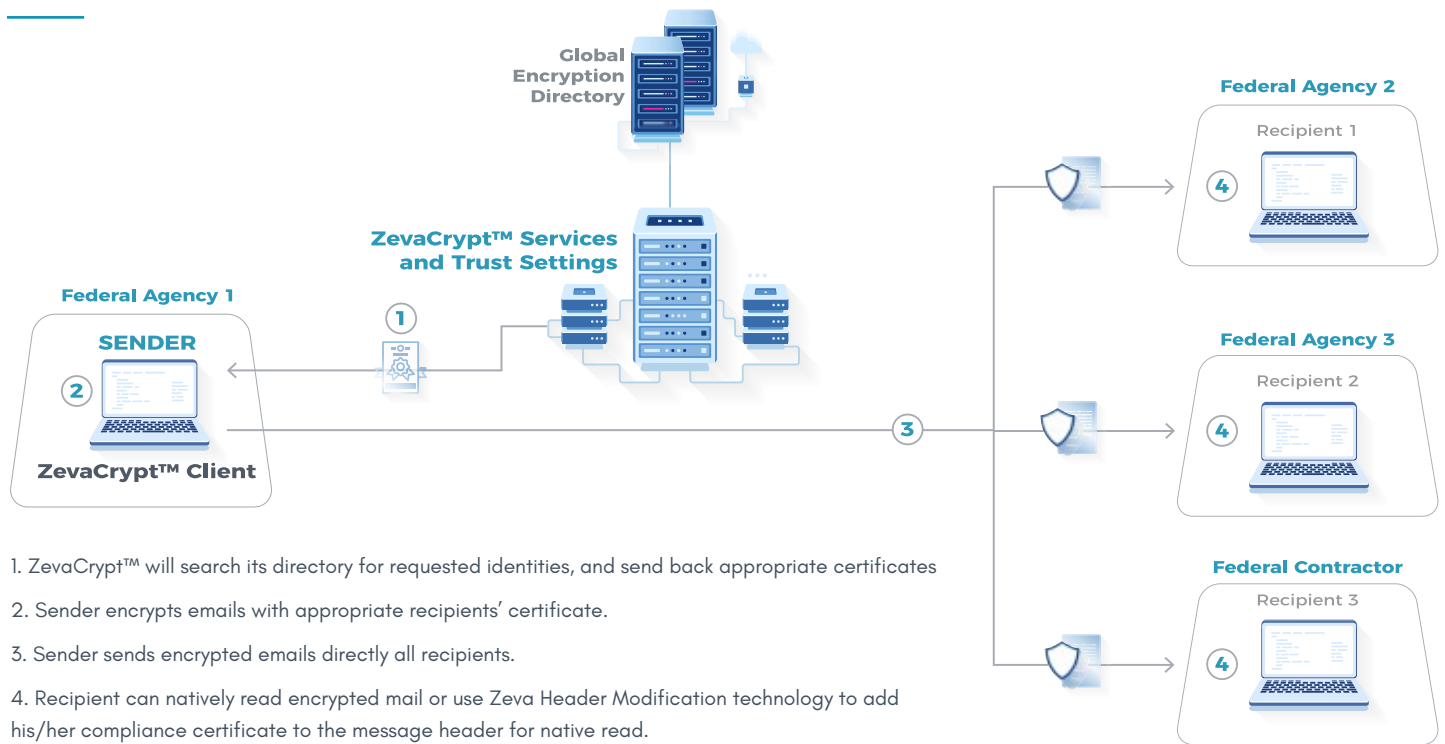 Global
Encryption
Directory
ZevaCrypt™ Services
and Trust Settings
Federal Agency 1
SENDER
1
2
ZevaCrypt™ Client
3
Federal Agency 2
Recipient 1
4
Federal Agency 3
Recipient 2
4
Federal Contractor
Recipient 3
4
1. ZevaCrypt™ will search its directory for requested identities, and send back appropriate certificates
2. Sender encrypts emails with appropriate recipients’ certificate.
3. Sender sends encrypted emails directly all recipients.
4. Recipient can natively read encrypted mail or use Zeva Header Modification technology to add
his/her compliance certificate to the message header for native read.